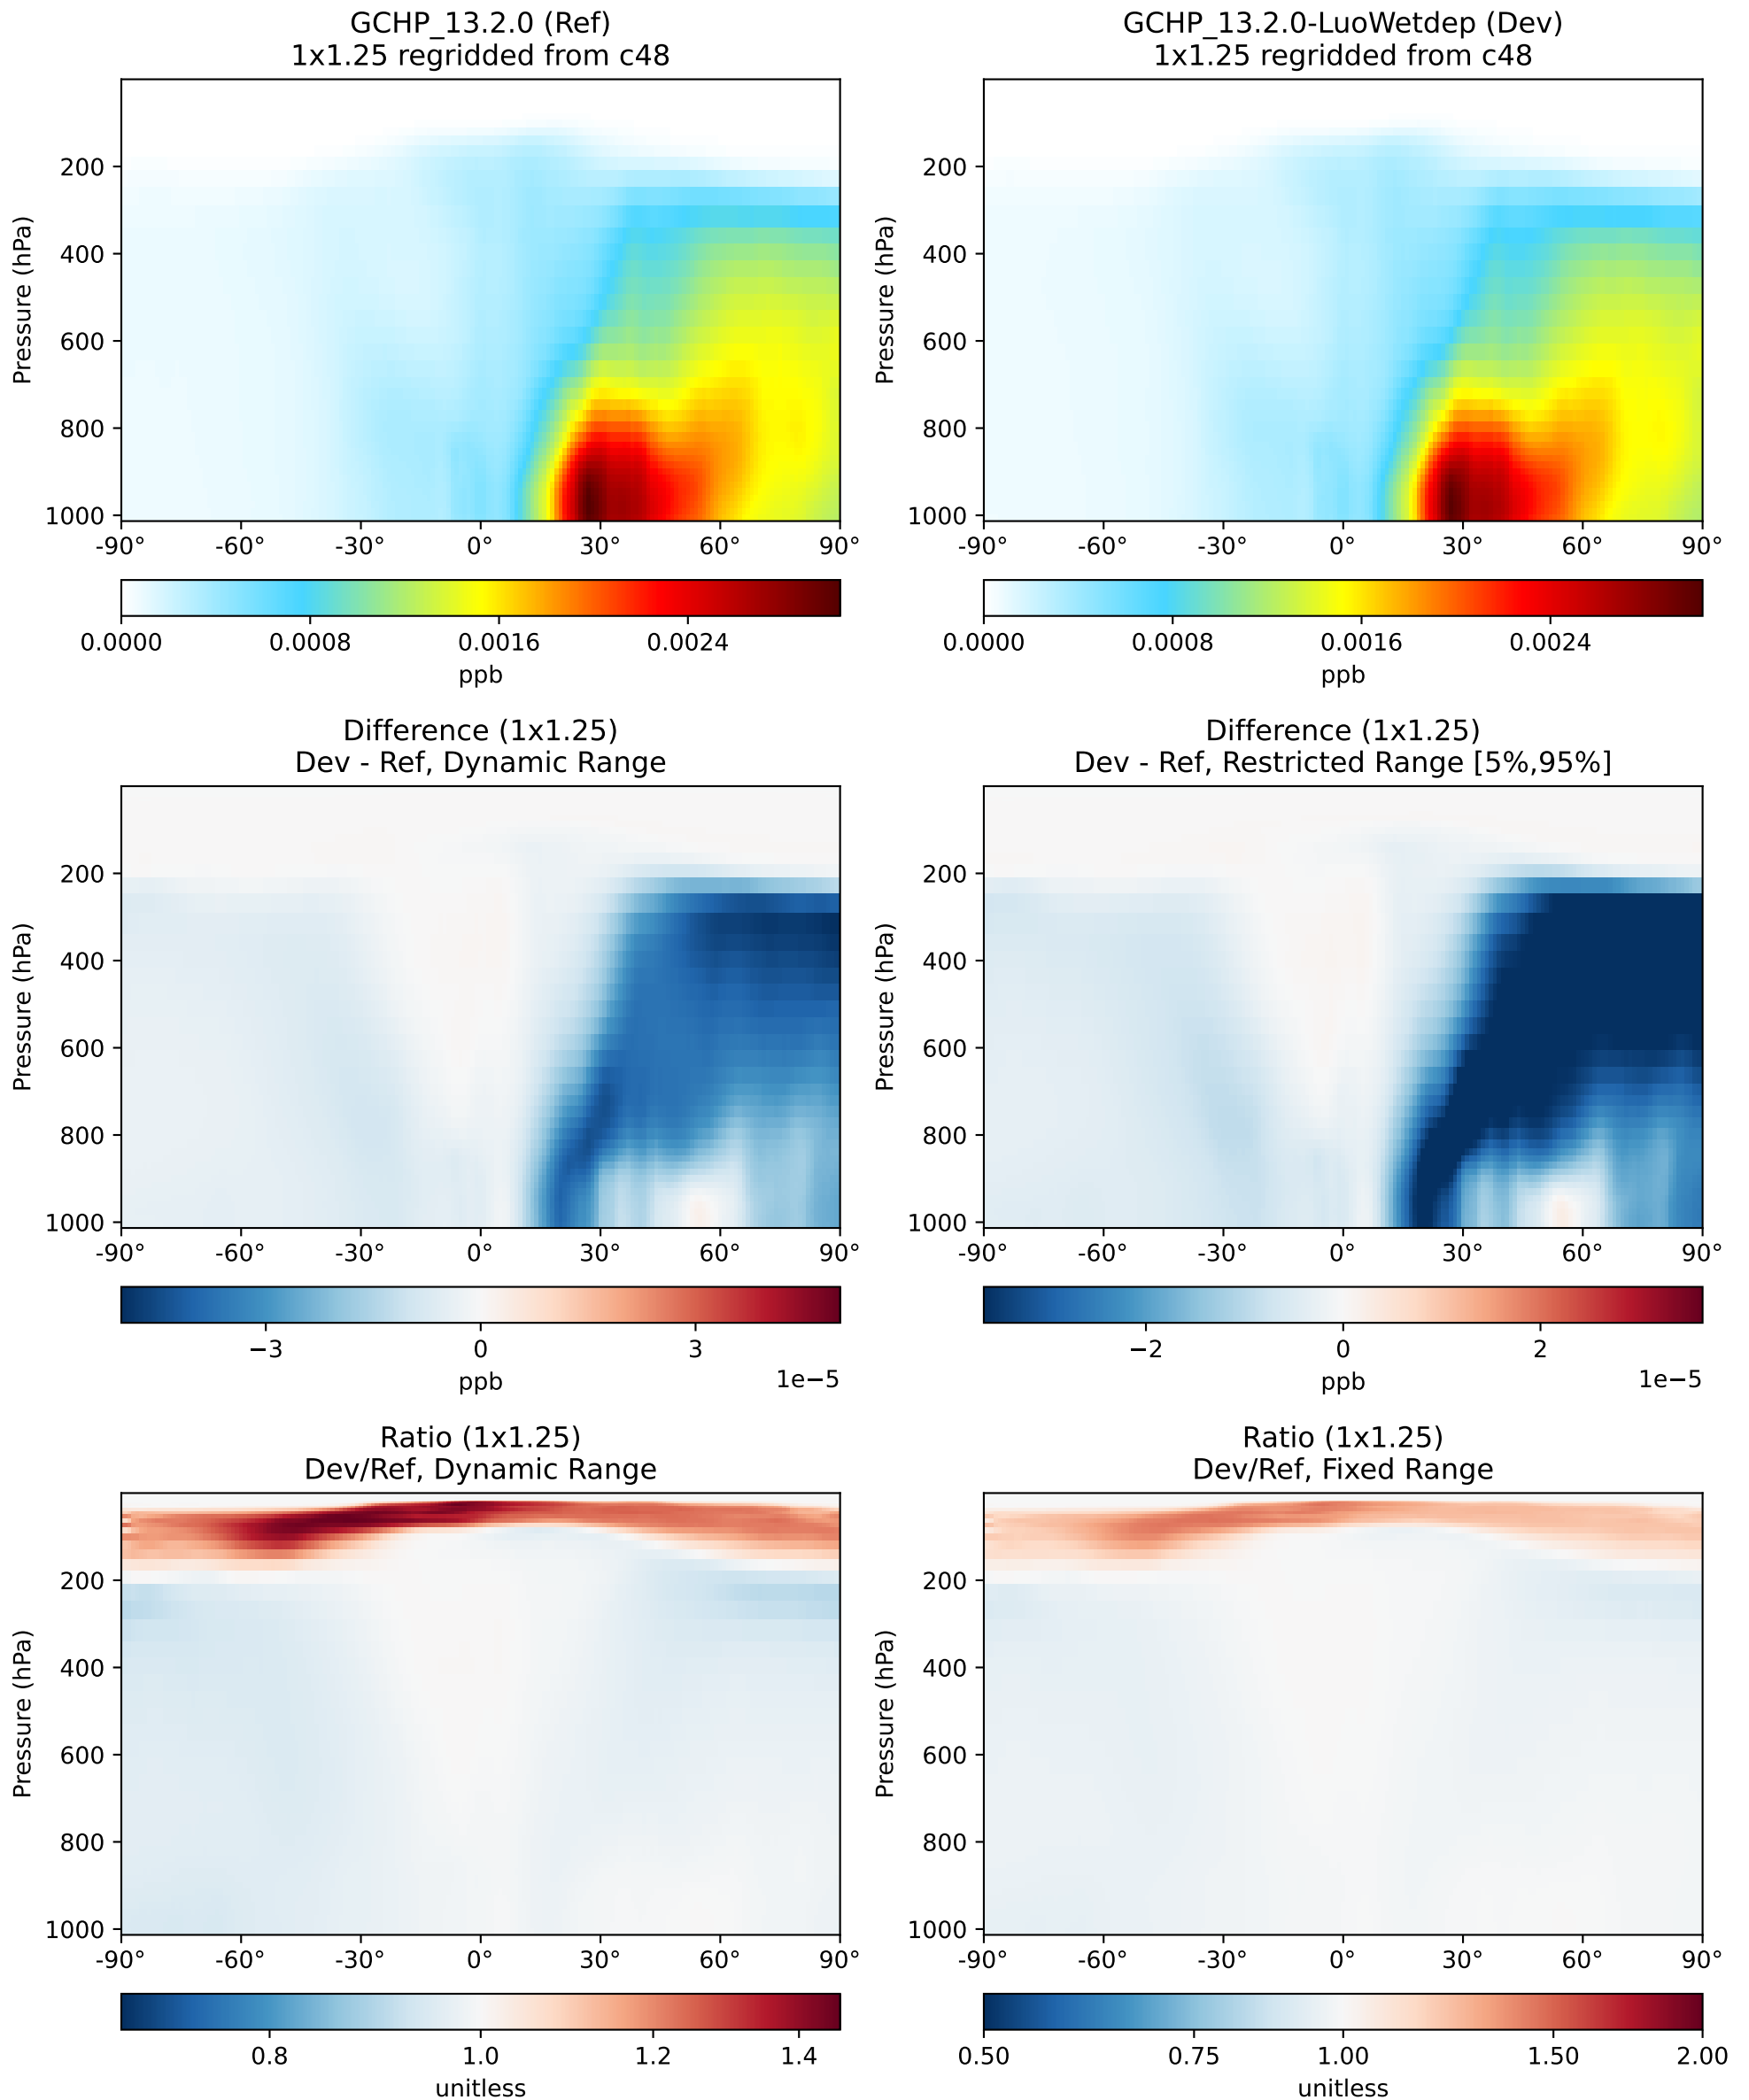 GCHP_13.2.0 (Ref)
1x1.25 regridded from c48
GCHP_13.2.0-LuoWetdep (Dev)
1x1.25 regridded from c48
Pressure (hPa)
200
400
600
800
1000
-90° -60° -30° 0° 30° 60° 90°
0.0000 0.0008 0.0016 0.0024
ppb
Pressure (hPa)
200
400
600
800
1000
-90° -60° -30° 0° 30° 60° 90°
0.0000 0.0008 0.0016 0.0024
ppb
Difference (1x1.25)
Dev - Ref, Dynamic Range
Pressure (hPa)
200
400
600
800
1000
-90° -60° -30° 0° 30° 60° 90°
−3 0 3
ppb
1e−5
Difference (1x1.25)
Dev - Ref, Restricted Range [5%,95%]
Pressure (hPa)
200
400
600
800
1000
-90° -60° -30° 0° 30° 60° 90°
−2 0 2
ppb
1e−5
Ratio (1x1.25)
Dev/Ref, Dynamic Range
Pressure (hPa)
200
400
600
800
1000
-90° -60° -30° 0° 30° 60° 90°
0.8 1.0 1.2 1.4
unitless
Ratio (1x1.25)
Dev/Ref, Fixed Range
Pressure (hPa)
200
400
600
800
1000
-90° -60° -30° 0° 30° 60° 90°
0.50 0.75 1.00 1.50 2.00
unitless